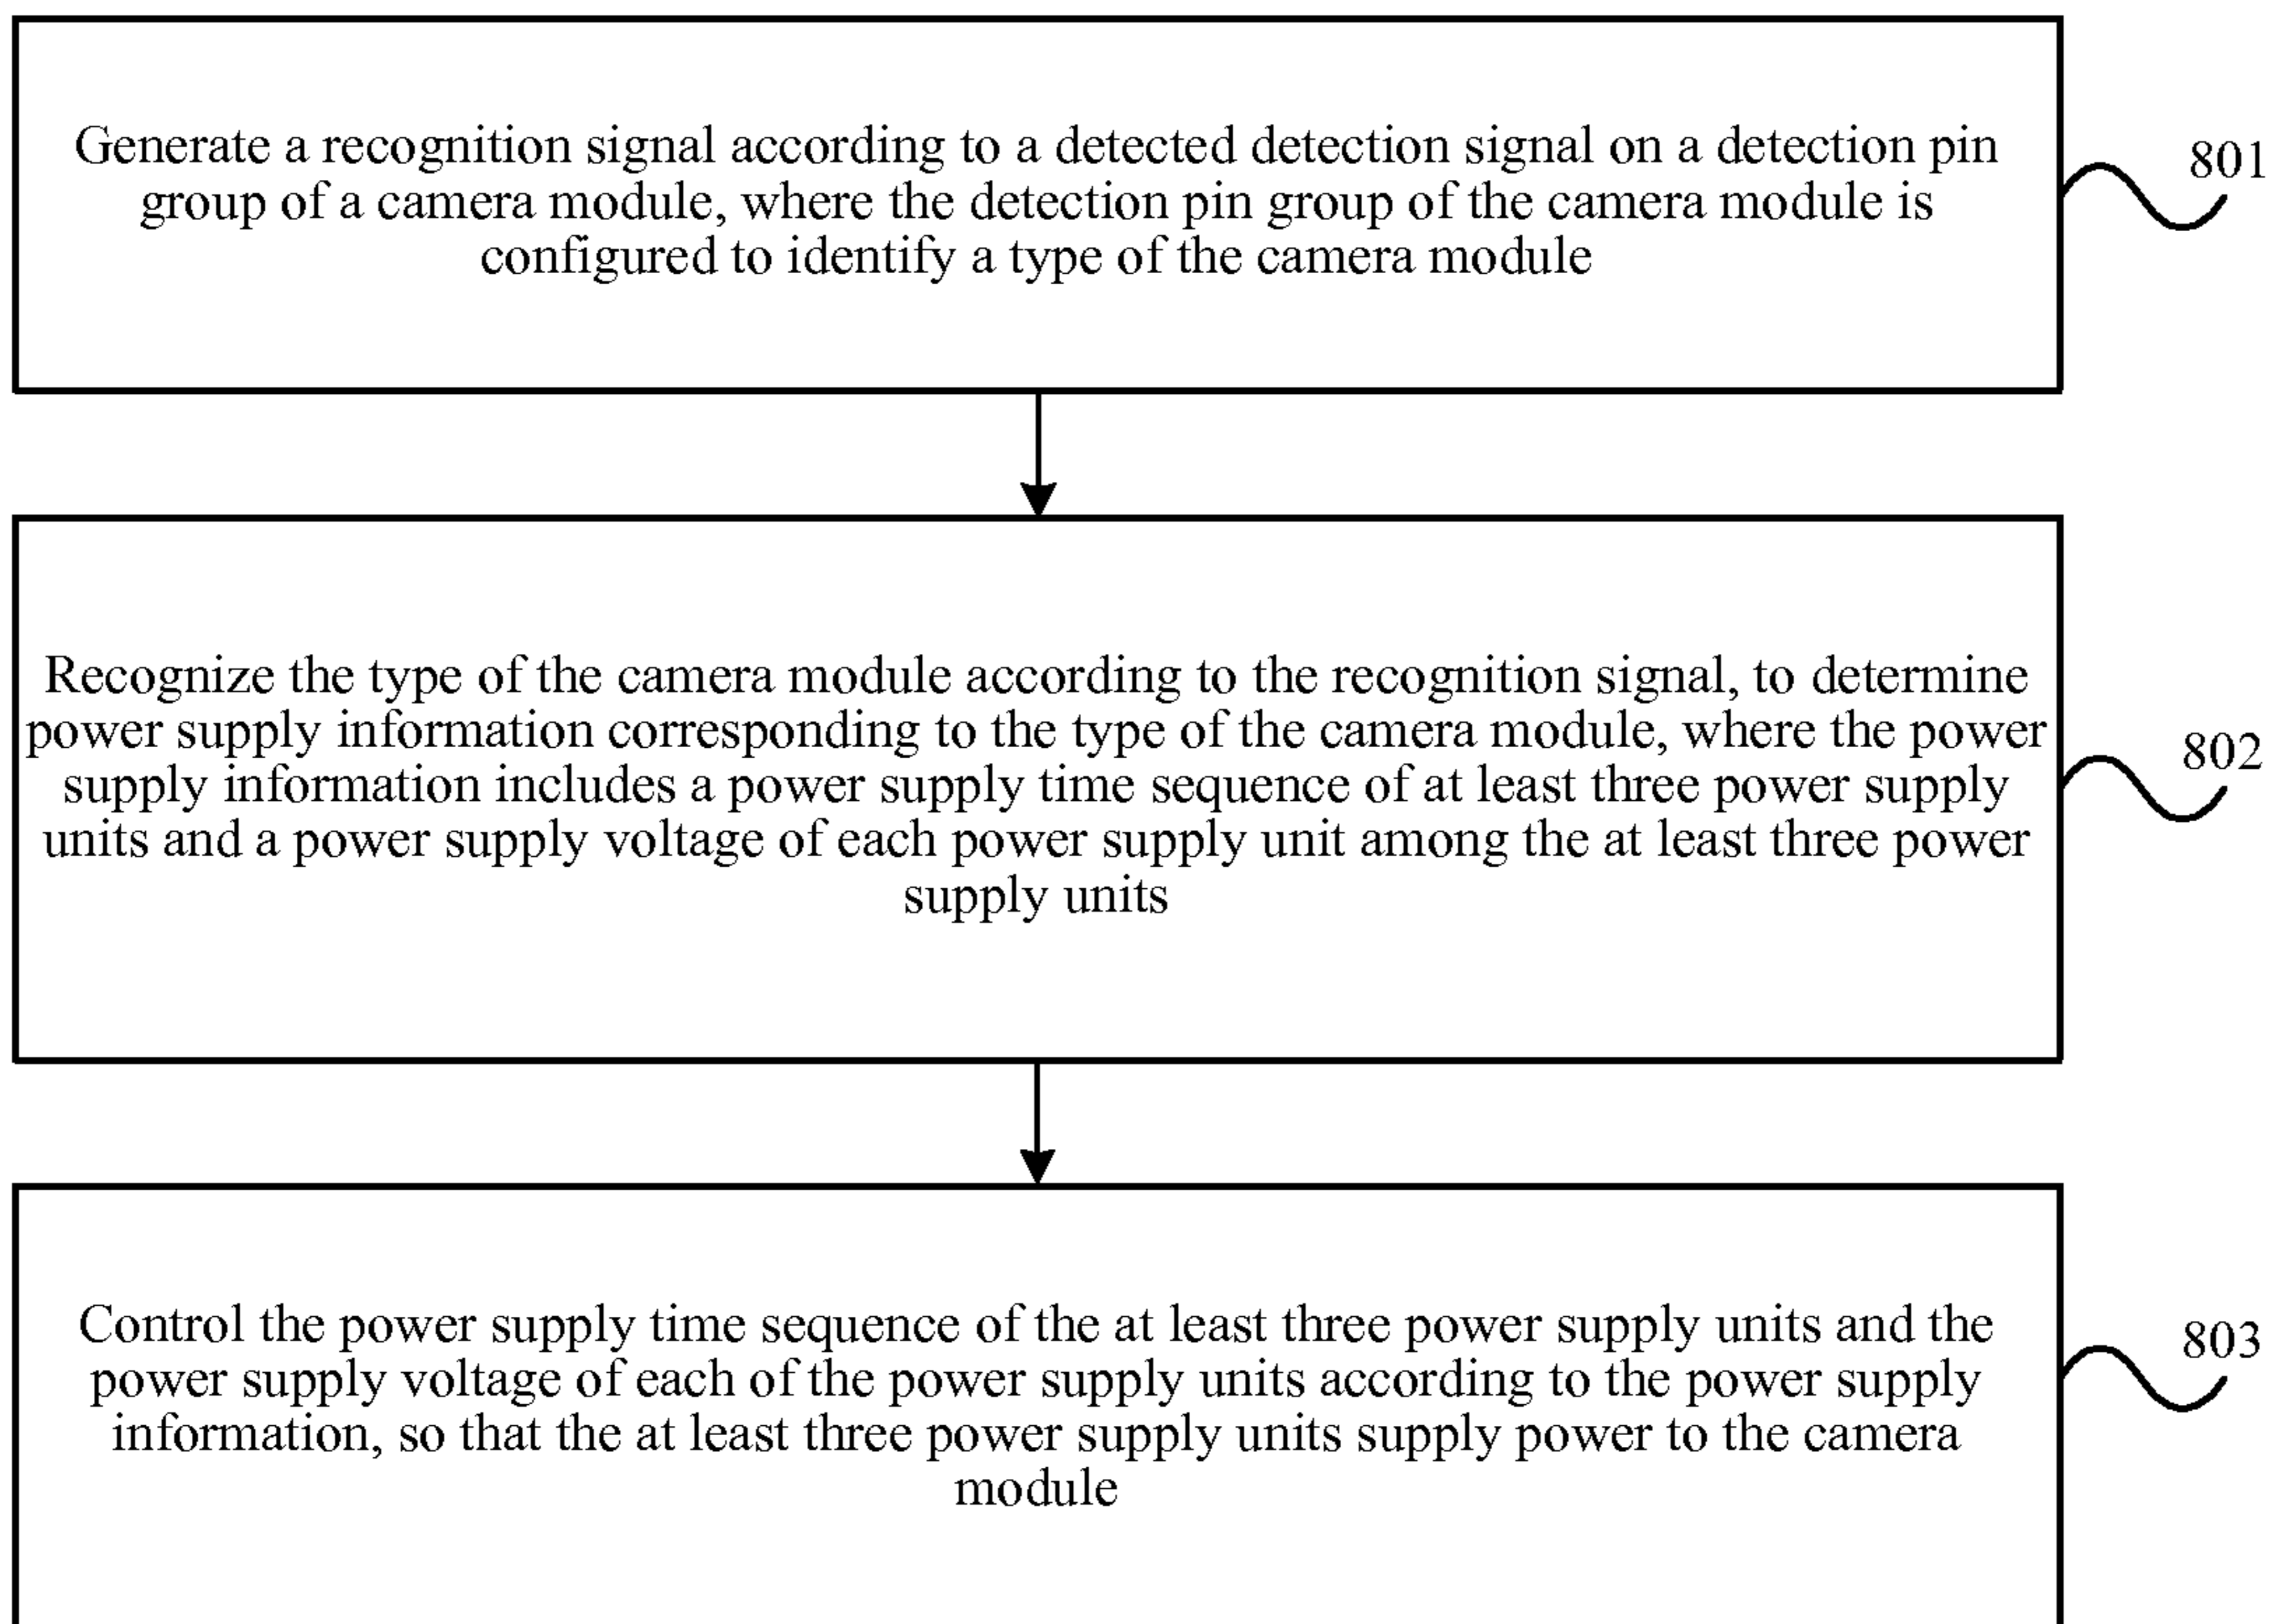 Generate a recognition signal according to a detected detection signal on a detection pin
group of a camera module, where the detection pin group of the camera module is
configured to identify a type of the camera module
801
Recognize the type of the camera module according to the recognition signal, to determine
power supply information corresponding to the type of the camera module, where the power
supply information includes a power supply time sequence of at least three power supply
units and a power supply voltage of each power supply unit among the at least three power
supply units
802
Control the power supply time sequence of the at least three power supply units and the
power supply voltage of each of the power supply units according to the power supply
information, so that the at least three power supply units supply power to the camera
module
803